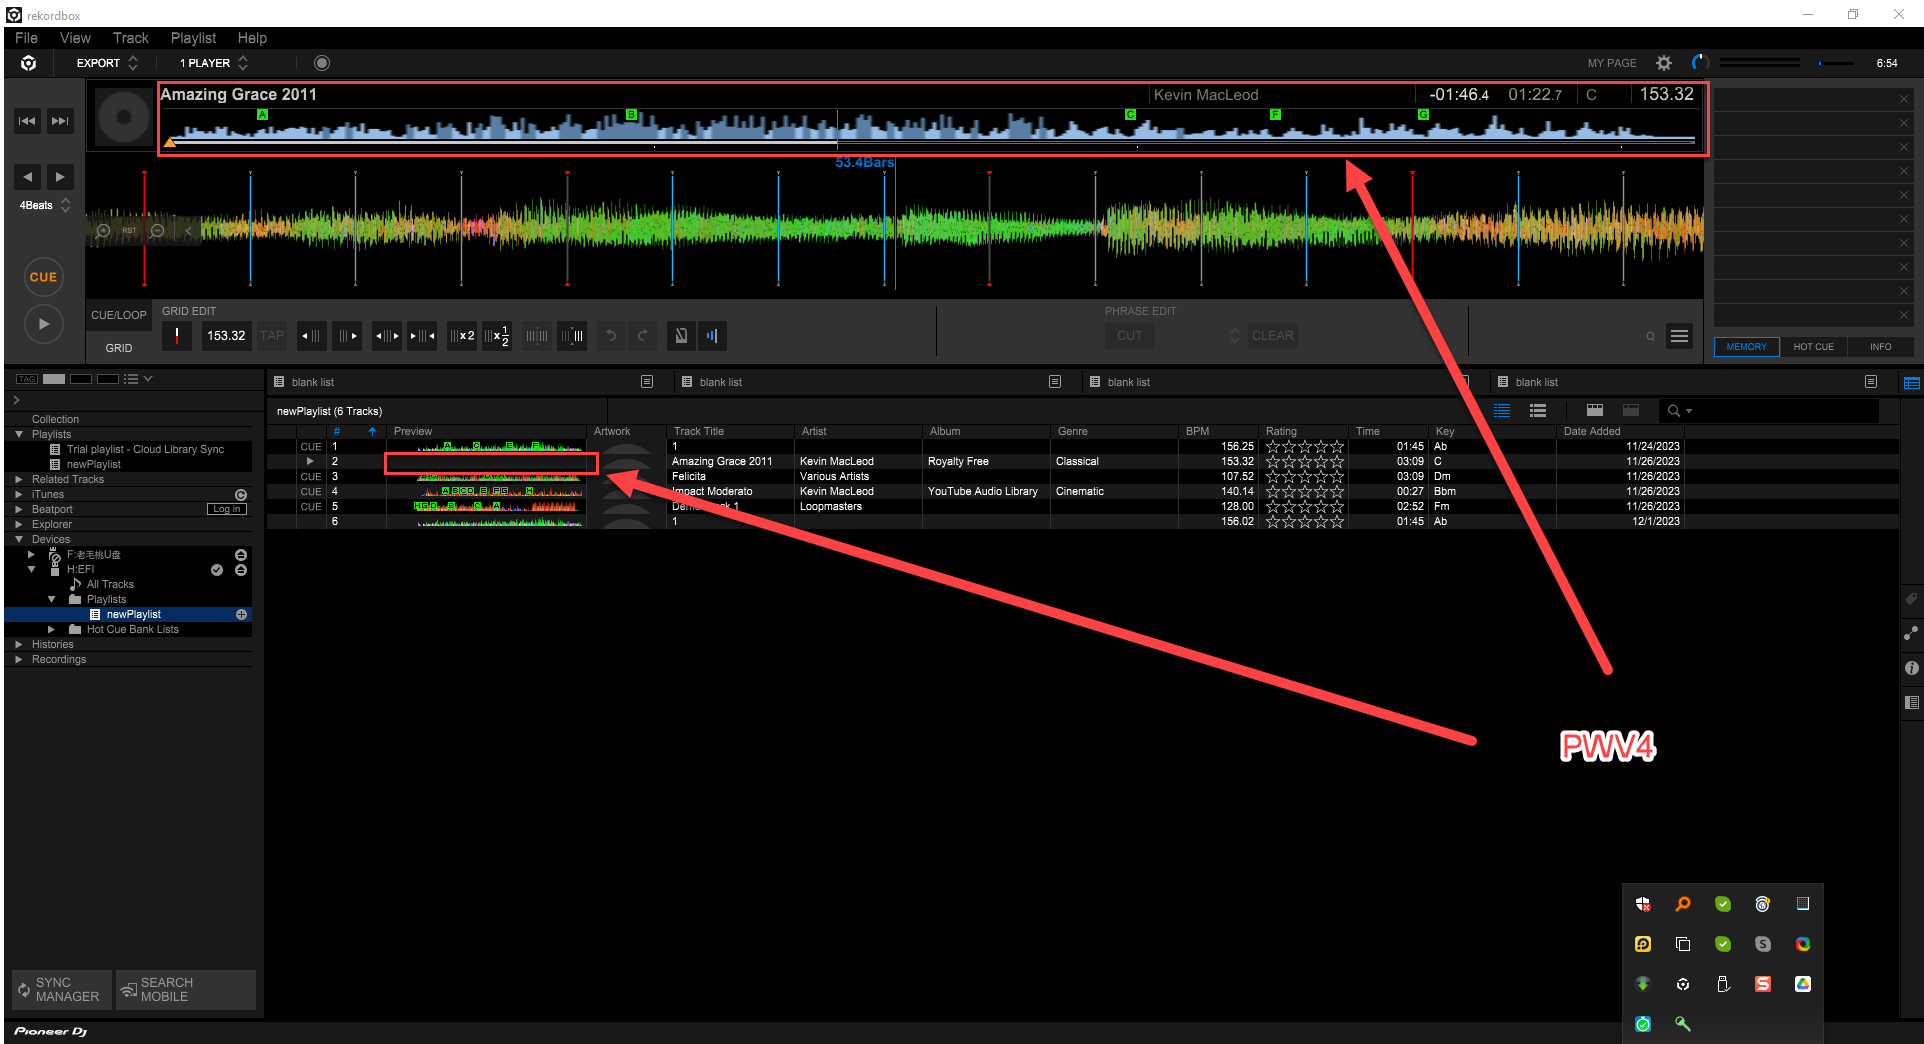 rekordbox
File View Track Playlist Help
EXPORT 1 PLAYER MY PAGE 6:54
Amazing Grace 2011 Kevin MacLeod -01:46.4 01:22.7 C 153.32
A B C F G
53.4Bars
4Beats
RST
CUE
CUE/LOOP
GRID
GRID EDIT
153.32 TAP x2 x1/2
PHRASE EDIT
CUT CLEAR Q
MEMORY HOT CUE INFO
TAG
blank list blank list blank list blank list
newPlaylist (6 Tracks)
# Preview Artwork Track Title Artist Album Genre BPM Rating Time Key Date Added
CUE 1 A C E F 1 156.25 01:45 Ab 11/24/2023
2 Amazing Grace 2011 Kevin MacLeod Royalty Free Classical 153.32 03:09 C 11/26/2023
CUE 3 Felicita Various Artists 107.52 03:09 Dm 11/26/2023
CUE 4 A B C D E F G H Impact Moderato Kevin MacLeod YouTube Audio Library Cinematic 140.14 00:27 Bbm 11/26/2023
CUE 5 H G D B C A 1 Loopmasters 128.00 02:52 Fm 11/26/2023
6 1 156.02 01:45 Ab 12/1/2023
Collection
Playlists
Trial playlist - Cloud Library Sync
newPlaylist
Related Tracks
iTunes
Beatport Log in
Explorer
Devices
F:老毛桃U盘
H:EFI
All Tracks
Playlists
newPlaylist
Hot Cue Bank Lists
Histories
Recordings
PWV4
SYNC
MANAGER
SEARCH
MOBILE
Pioneer Dj